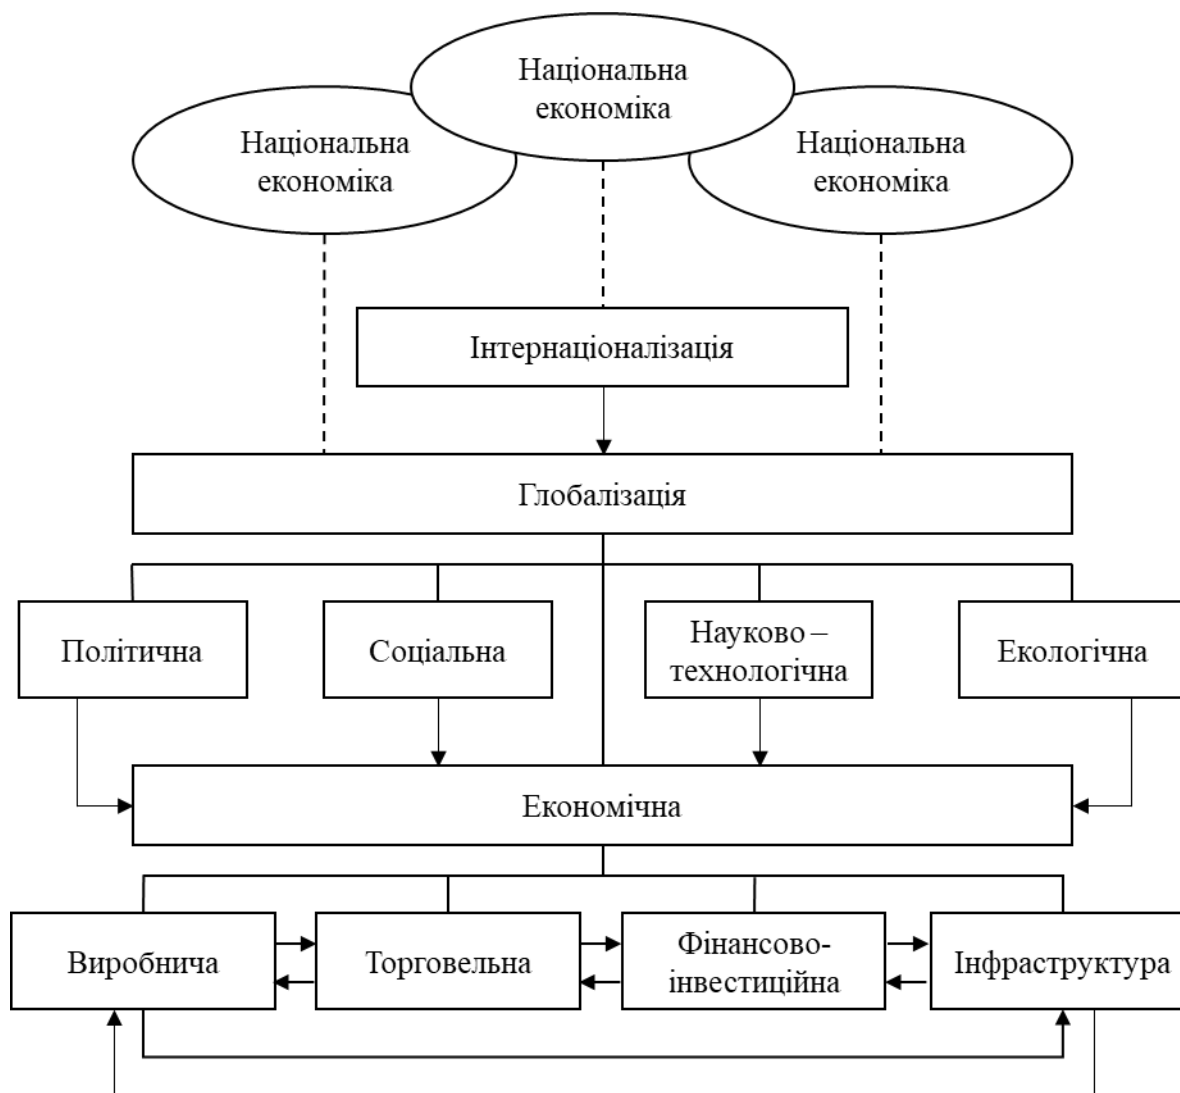 Національна
економіка
Національна
економіка
Національна
економіка
Інтернаціоналізація
Глобалізація
Політична
Соціальна
Науково –
технологічна
Екологічна
Економічна
Виробнича
Торговельна
Фінансово-
інвестиційна
Інфраструктура